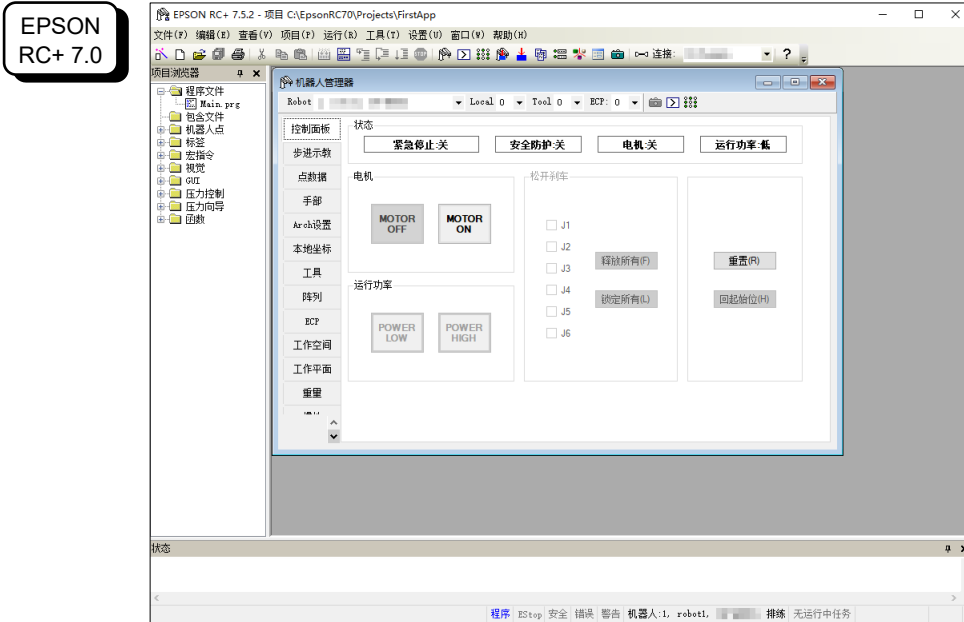 EPSON
RC+ 7.0
EPSON RC+ 7.5.2 - 项目 C:\EpsonRC70\Projects\FirstApp
文件(F) 编辑(E) 查看(V) 项目(P) 运行(R) 工具(T) 设置(U) 窗口(W) 帮助(H)
连接:
项目浏览器
程序文件
Main.prg
包含文件
机器人点
标签
宏指令
视觉
GUI
压力控制
压力向导
函数
机器人管理器
Robot
Local 0
Tool 0
ECP: 0
控制面板
步进示教
点数据
手部
Arch设置
本地坐标
工具
阵列
ECP
工作空间
工作平面
重量
状态
紧急停止:关
安全防护:关
电机:关
运行功率:低
电机
MOTOR
OFF
MOTOR
ON
运行功率
POWER
LOW
POWER
HIGH
松开刹车
J1
J2
J3
J4
J5
J6
释放所有(F)
锁定所有(L)
重置(R)
回起始位(H)
状态
程序 EStop 安全 错误 警告 机器人:1, robot1, 排练 无运行中任务